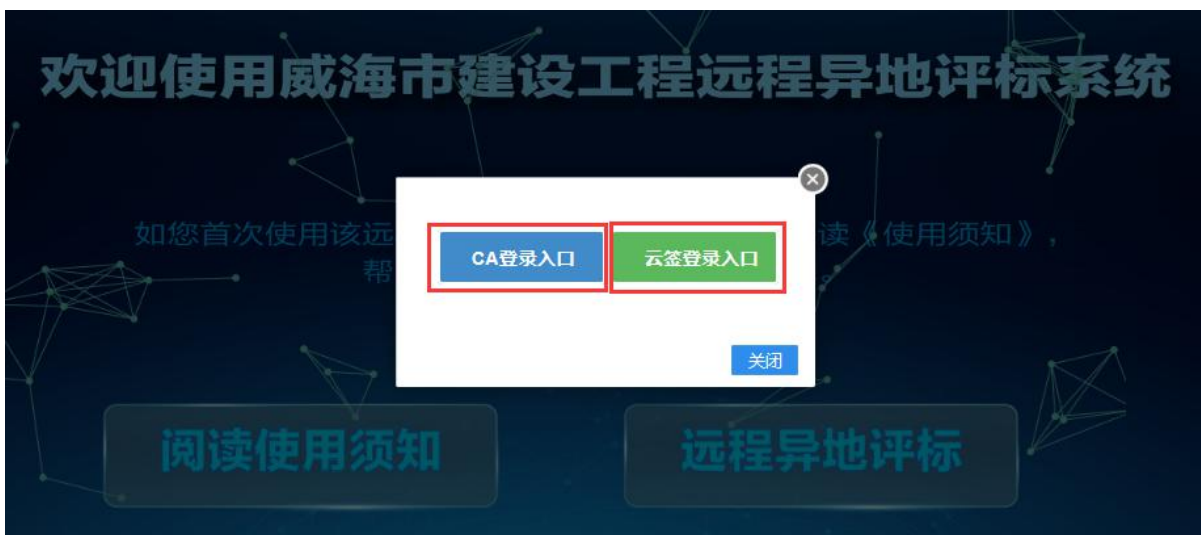 欢迎使用威海市建设工程远程异地评标系统
如您首次使用该远
读《使用须知》，
帮
CA登录入口
云签登录入口
关闭
阅读使用须知
远程异地评标